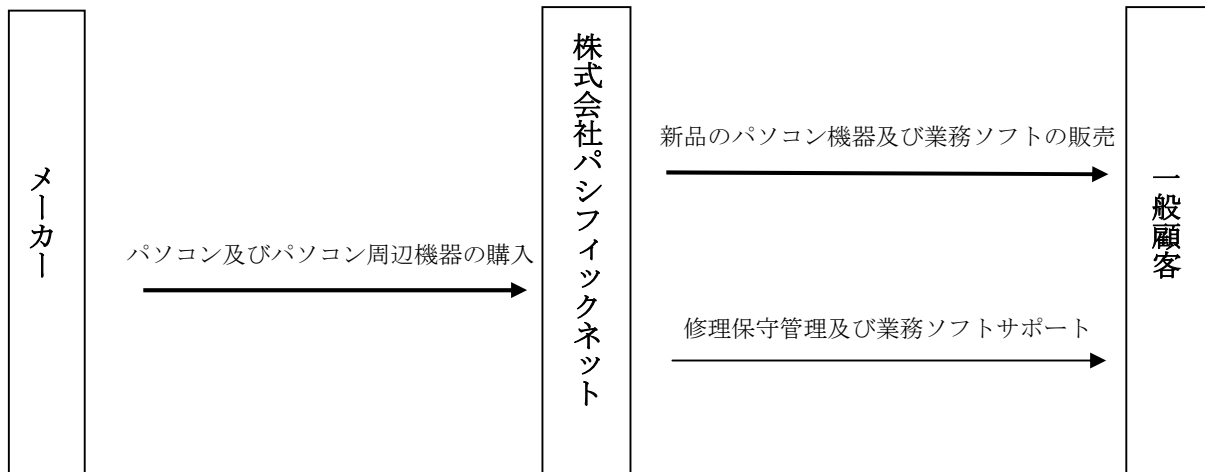 メーカー
パソコン及びパソコン周辺機器の購入
株式会社パシフィックネット
新品のパソコン機器及び業務ソフトの販売
修理保守管理及び業務ソフトサポート
一般顧客